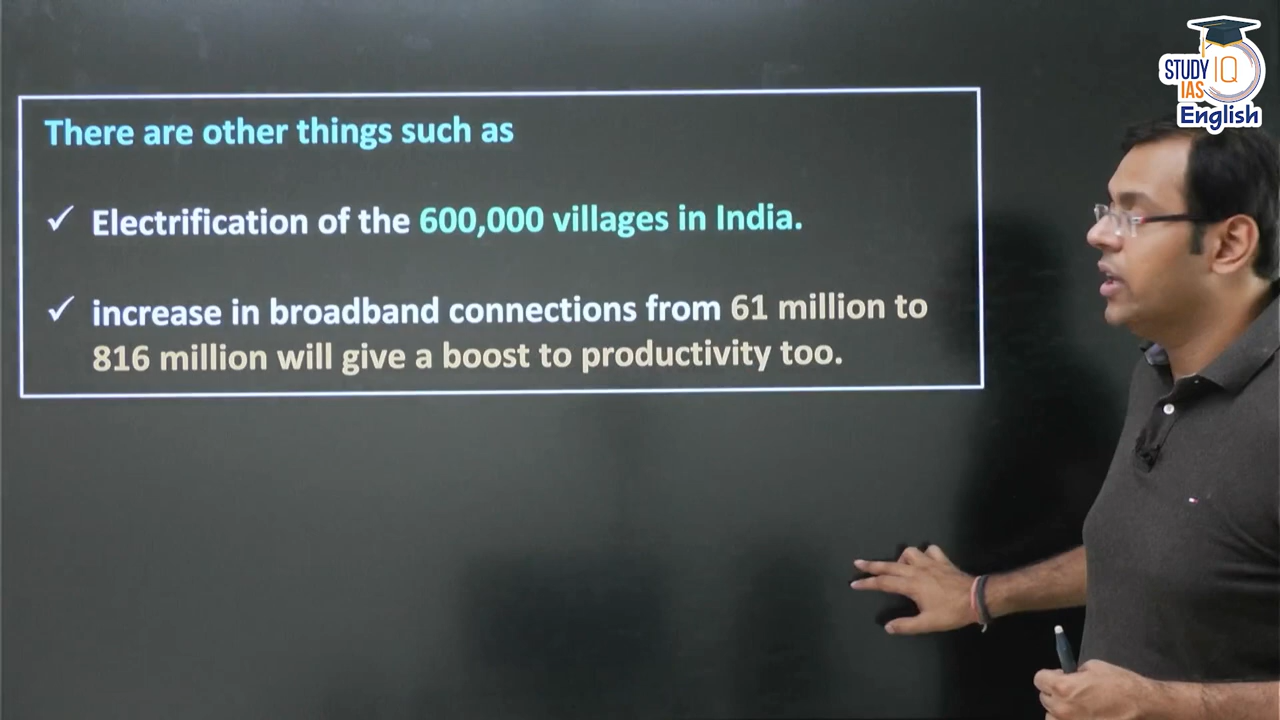 STUDY IQ
IAS
English
There are other things such as
✓ Electrification of the 600,000 villages in India.
✓ increase in broadband connections from 61 million to
816 million will give a boost to productivity too.